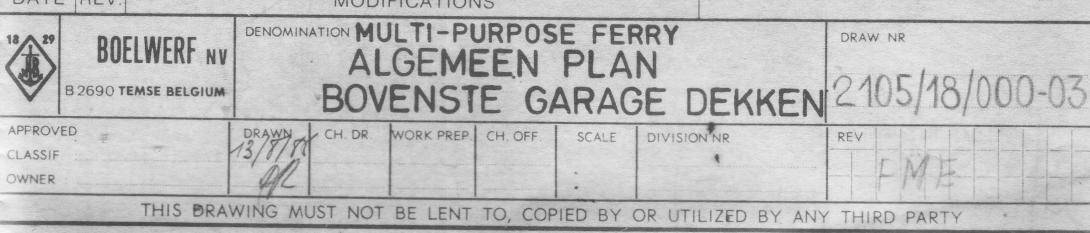 DATE REV. MODIFICATIONS
18 29
BOELWERF NV
B 2690 TEMSE BELGIUM
DENOMINATION MULTI-PURPOSE FERRY
ALGEMEEN PLAN
BOVENSTE GARAGE DEKKEN
DRAW NR
2105/18/000-03
APPROVED
CLASSIF
OWNER
DRAWN
CH. DR.
WORK PREP.
CH. OFF.
SCALE
DIVISION NR
REV
FME
THIS DRAWING MUST NOT BE LENT TO, COPIED BY OR UTILIZED BY ANY THIRD PARTY